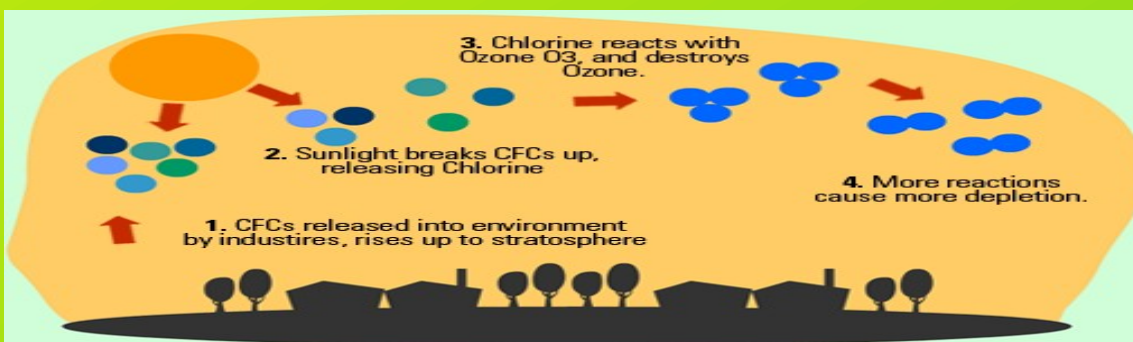 3. Chlorine reacts with
Ozone O3, and destroys
Ozone.
2. Sunlight breaks CFCs up,
releasing Chlorine
4. More reactions
cause more depletion.
1. CFCs released into environment
by industires, rises up to stratosphere